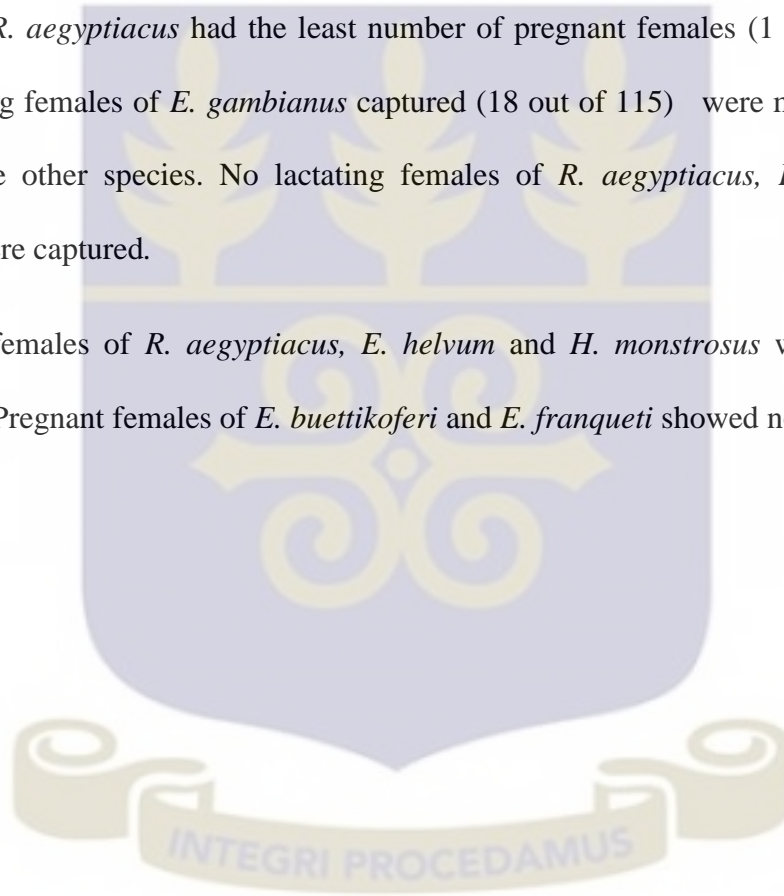 R. aegyptiacus had the least number of pregnant females (1
g females of E. gambianus captured (18 out of 115) were
other species. No lactating females of R. aegyptiacus,
re captured.
females of R. aegyptiacus, E. helvum and H. monstrosus
Pregnant females of E. buettikoferi and E. franqueti showed
INTEGRI PROCEDAMUS